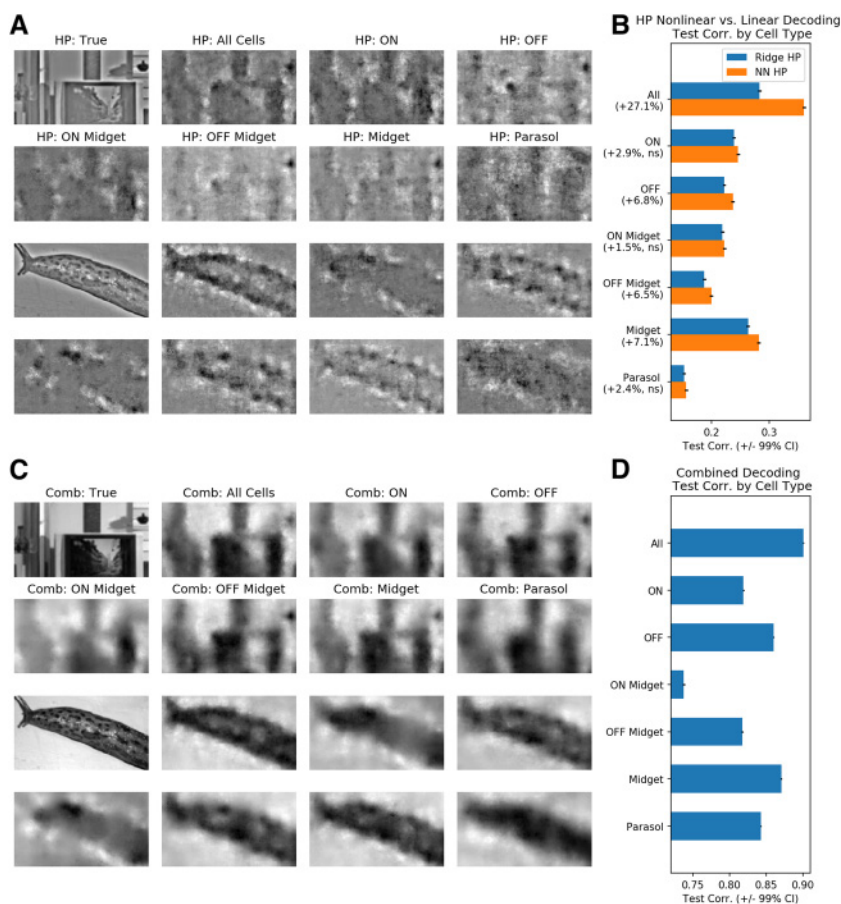 A
HP: True
HP: All Cells
HP: ON
HP: OFF
HP: ON Midget
HP: OFF Midget
HP: Midget
HP: Parasol
B
HP Nonlinear vs. Linear Decoding
Test Corr. by Cell Type
Ridge HP
NN HP
All
(+27.1%)
ON
(+2.9%, ns)
OFF
(+6.8%)
ON Midget
(+1.5%, ns)
OFF Midget
(+6.5%)
Midget
(+7.1%)
Parasol
(+2.4%, ns)
0.2 0.3
Test Corr. (+/- 99% CI)
C
Comb: True
Comb: All Cells
Comb: ON
Comb: OFF
Comb: ON Midget
Comb: OFF Midget
Comb: Midget
Comb: Parasol
D
Combined Decoding
Test Corr. by Cell Type
All
ON
OFF
ON Midget
OFF Midget
Midget
Parasol
0.75 0.80 0.85 0.90
Test Corr. (+/- 99% CI)